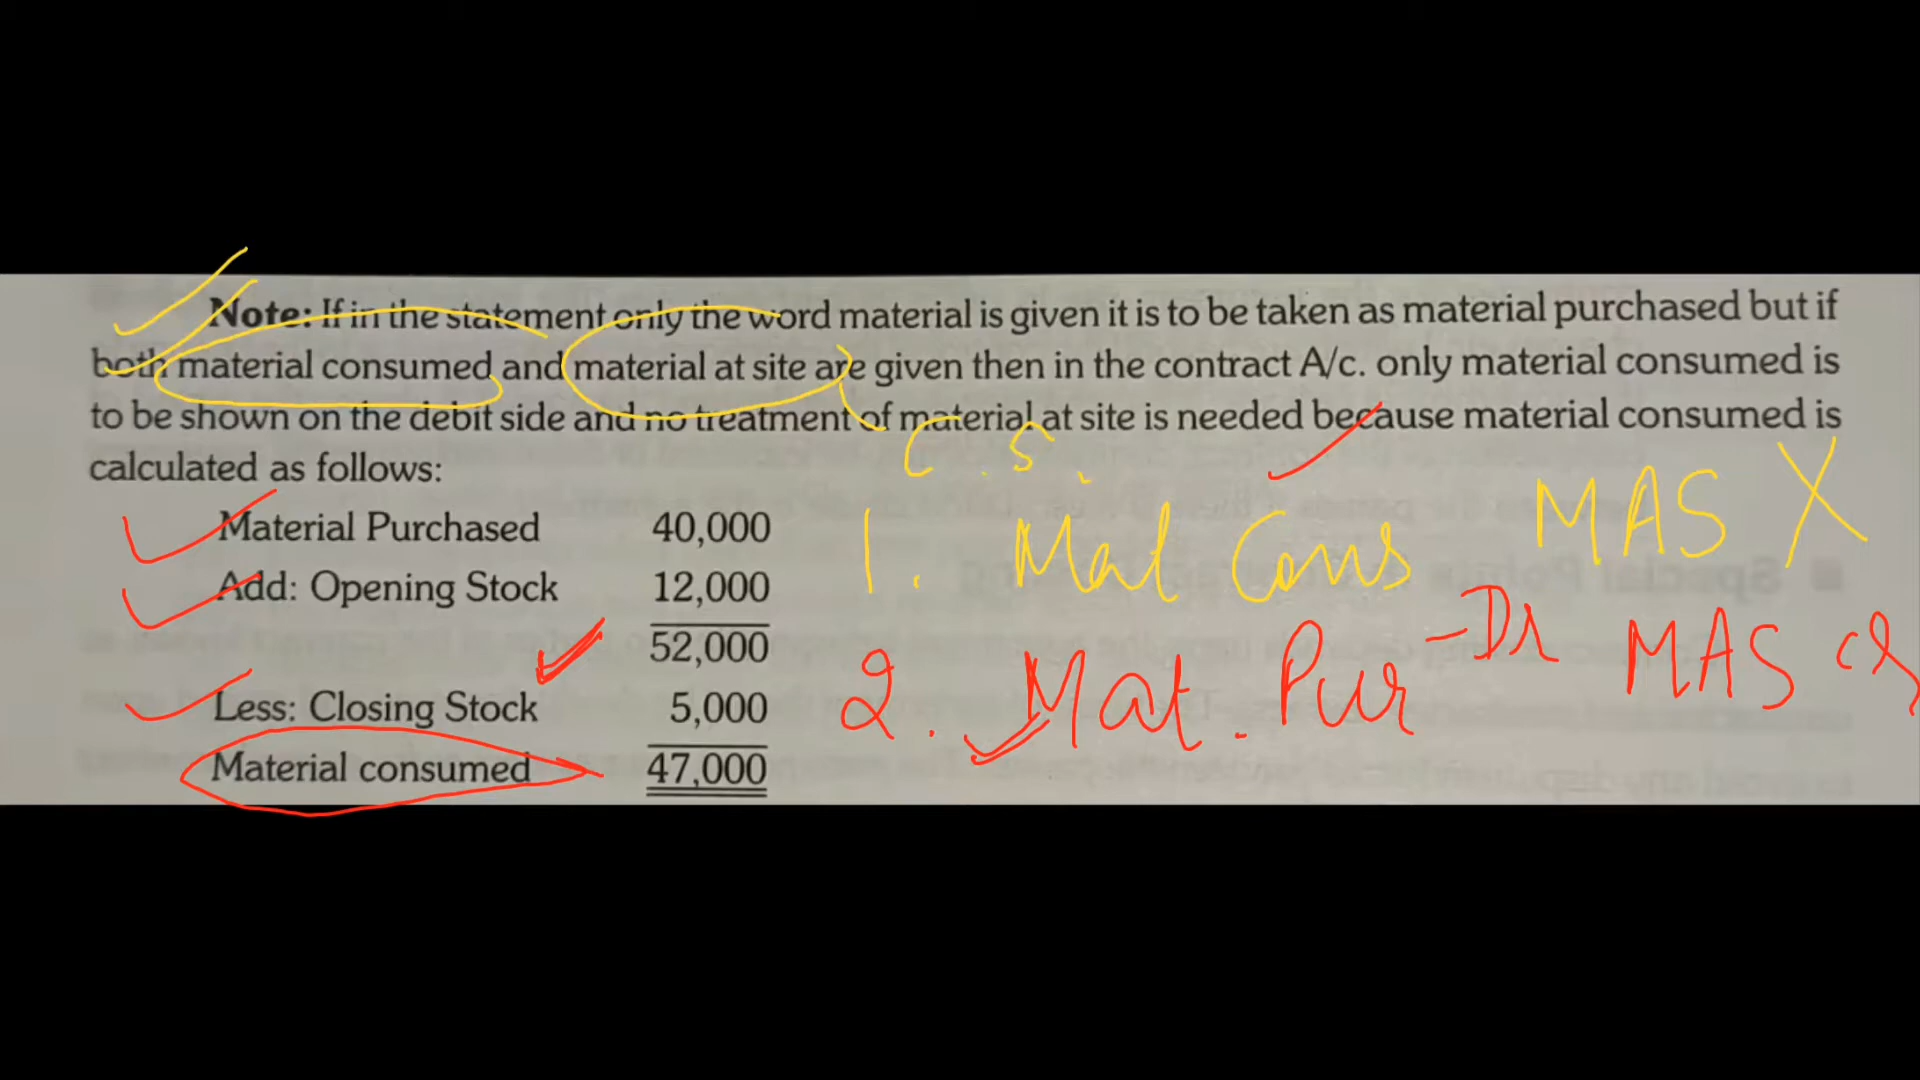 Note: If in the statement only the word material is given it is to be taken as material purchased but if
both material consumed and material at site are given then in the contract A/c. only material consumed is
to be shown on the debit side and no treatment of material at site is needed because material consumed is
calculated as follows:
C.S.
Material Purchased 40,000
1. Mat Cons MAS X
Add: Opening Stock 12,000
52,000
2. Mat. Pur - Dr MAS Cr
Less: Closing Stock 5,000
Material consumed 47,000